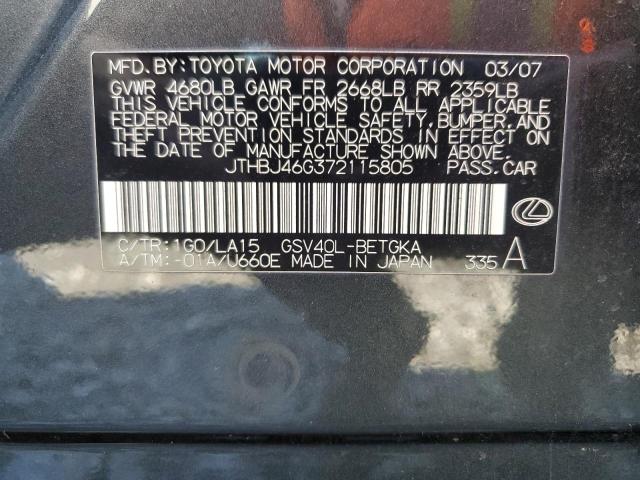 MFD. BY: TOYOTA MOTOR CORPORATION 03/07
GVWR 4680LB GAWR FR 2668LB RR 2359LB
THIS VEHICLE CONFORMS TO ALL APPLICABLE
FEDERAL MOTOR VEHICLE SAFETY, BUMPER, AND
THEFT PREVENTION STANDARDS IN EFFECT ON
THE DATE OF MANUFACTURE SHOWN ABOVE.
JTHBJ46G372115805 PASS. CAR
C/TR: 1G0/LA15 GSV40L-BETGKA
A/TM: -01A/U660E MADE IN JAPAN 335 A